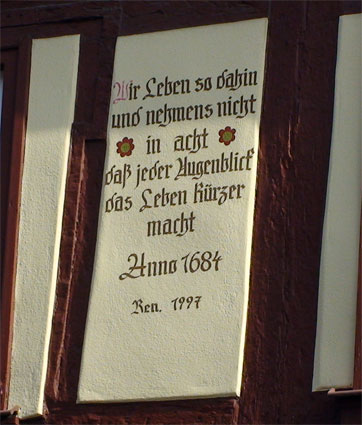 Wir Leben so dahin
und nehmens nicht
in acht
daß jeder Augenblick
das Leben Kürzer
macht
Anno 1684
Ren. 1997